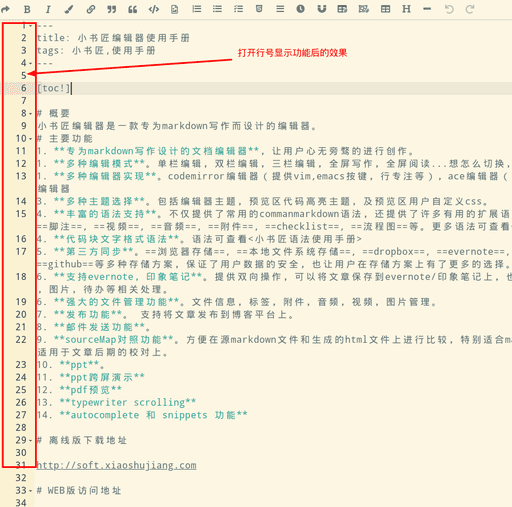 1 ---
2 title: 小书匠编辑器使用手册
3 tags: 小书匠,使用手册
打开行号显示功能后的效果
4 ---
5
6 [toc!]
7
8 # 概要
9 小书匠编辑器是一款专为markdown写作而设计的编辑器。
10 # 主要功能
11 1. **专为markdown写作设计的文档编辑器**，让用户心无旁骛的进行创作。
12 1. **多种编辑模式**。单栏编辑，双栏编辑，三栏编辑，全屏写作，全屏阅读...想怎么切换，
13 1. **多种编辑器实现**。codemirror编辑器（提供vim,emacs按键，行专注等），ace编辑器（
编辑器
14 3. **多种主题选择**。包括编辑器主题，预览区代码高亮主题，及预览区用户自定义css。
15 4. **丰富的语法支持**。不仅提供了常用的commanmarkdown语法，还提供了许多有用的扩展语
==脚注==，==视频==，==音频==，==附件==，==checklist==，==流程图==等。更多语法可查看
16 4. **代码块文字格式语法**。语法可查看<小书匠语法使用手册>
17 5. **第三方同步**。==浏览器存储==，==本地文件系统存储==，==dropbox==，==evernote==，
==github==等多种存储方案，保证了用户数据的安全，也让用户在存储方案上有了更多的选择。
18 6. **支持evernote，印象笔记**。提供双向操作，可以将文章保存到evernote/印象笔记上，也
，图片，待办等相关处理。
19 6. **强大的文件管理功能**。文件信息，标签，附件，音频，视频，图片管理。
20 7. **发布功能**。 支持将文章发布到博客平台上。
21 8. **邮件发送功能**。
22 9. **sourceMap对照功能**。方便在源markdown文件和生成的html文件上进行比较，特别适合ma
适用于文章后期的校对上。
23 10. **ppt**。
24 11. **ppt跨屏演示**
25 12. **pdf预览**
26 13. **typewriter scrolling**
27 14. **autocomplete 和 snippets 功能**
28
29 # 离线版下载地址
30
31 http://soft.xiaoshujiang.com
32
33 # WEB版访问地址
34